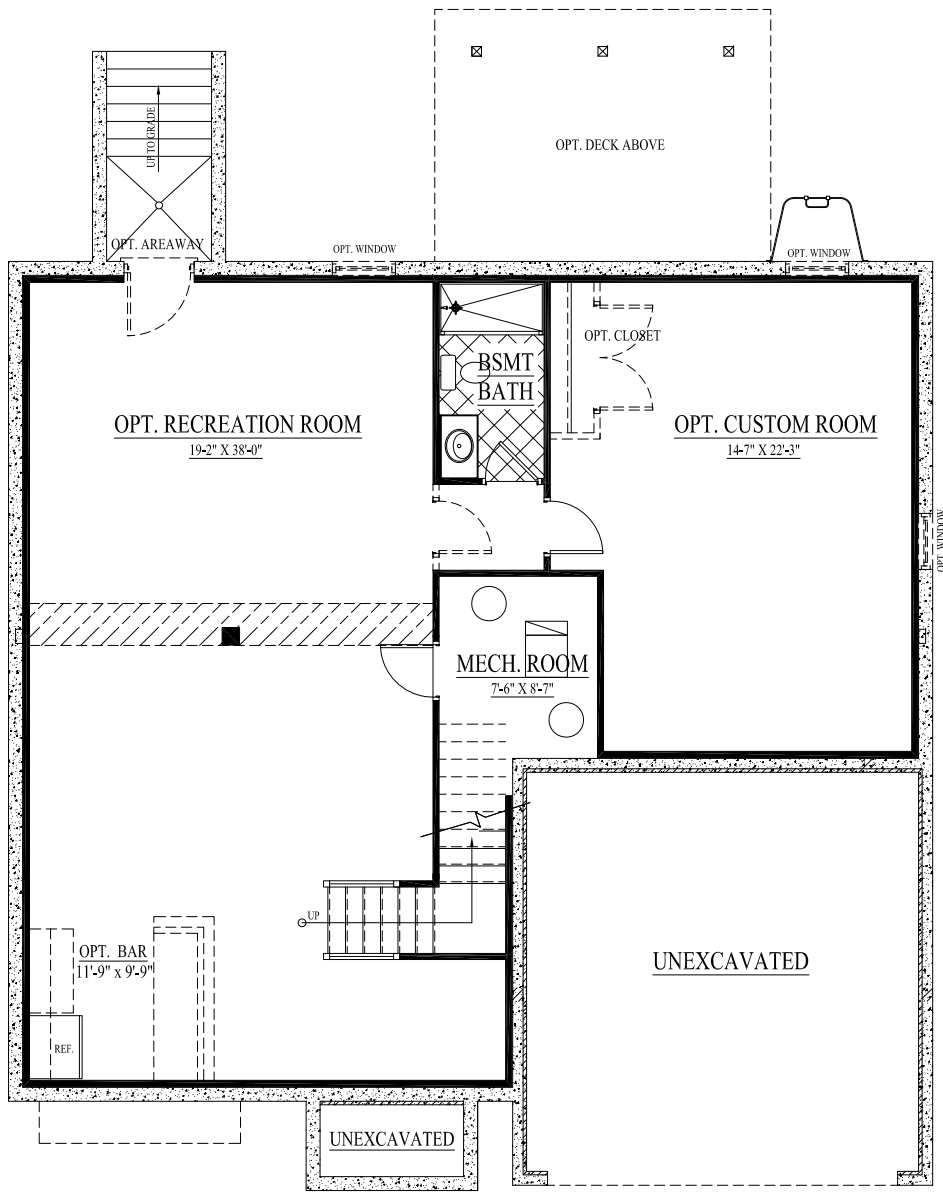 UP TO GRADE
OPT. DECK ABOVE
OPT. AREAWAY
OPT. WINDOW
OPT. WINDOW
OPT. CLOSET
BSMT
BATH
OPT. RECREATION ROOM
19-2" X 38'-0"
OPT. CUSTOM ROOM
14-7" X 22'-3"
OPT. WINDOW
MECH. ROOM
7'-6" X 8'-7"
UP
OPT. BAR
11'-9" x 9'-9"
UNEXCAVATED
REF.
UNEXCAVATED